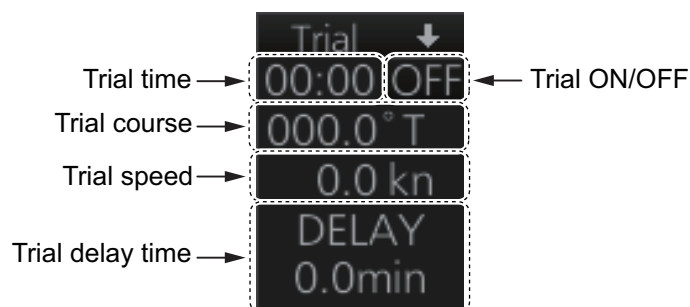 Trial
Trial time 00:00 OFF Trial ON/OFF
Trial course 000.0°T
Trial speed 0.0 kn
Trial delay time DELAY
0.0min